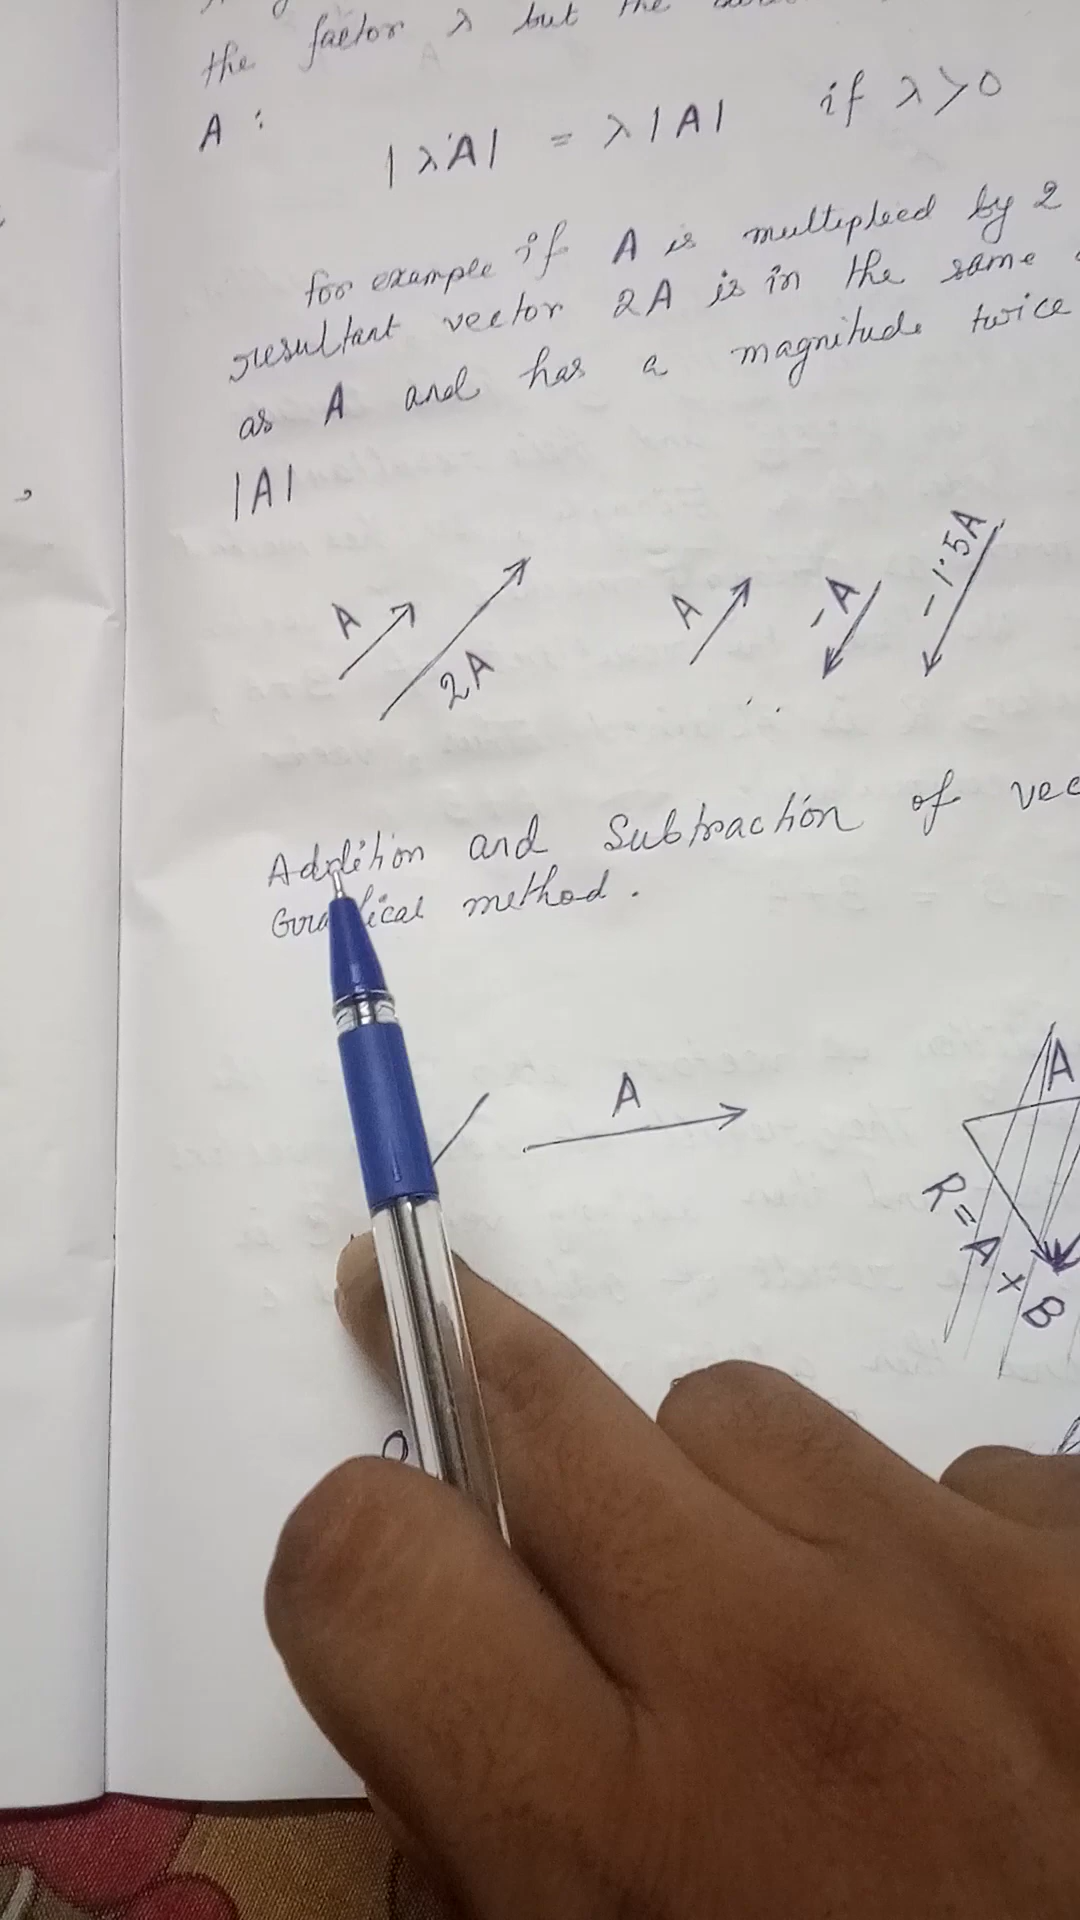 the factor λ but the
A :
|λA| = λ|A| if λ>0
for example if A is multiplied by 2
resultant vector 2A is in the same
as A and has a magnitude twice
|A|
A
2A
A
-A
-1.5A
Addition and Subtraction of vec
Grafical method.
A
A
R = A × B